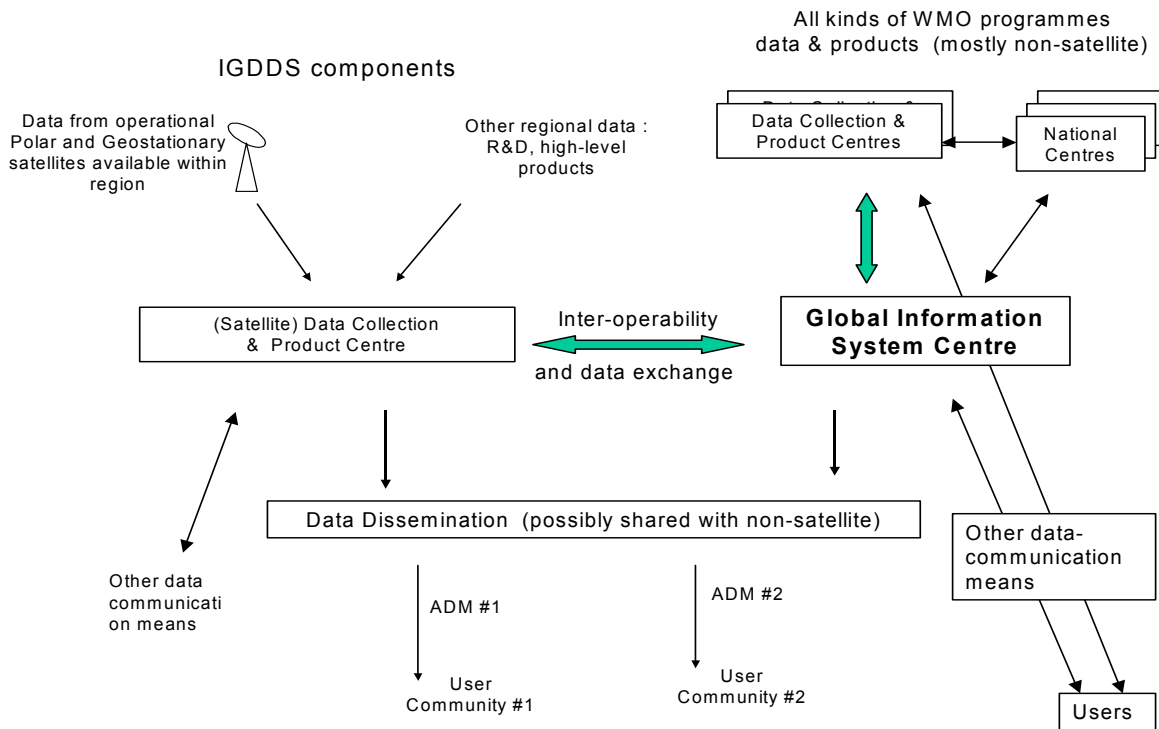 All kinds of WMO programmes
data & products (mostly non-satellite)
IGDDS components
Data from operational
Polar and Geostationary
satellites available within
region
Other regional data :
R&D, high-level
products
Data Collection &
Product Centres
National
Centres
(Satellite) Data Collection
& Product Centre
Inter-operability
and data exchange
Global Information
System Centre
Data Dissemination (possibly shared with non-satellite)
Other data
communicati
on means
ADM #1
ADM #2
Other data-
communication
means
User
Community #1
User
Community #2
Users